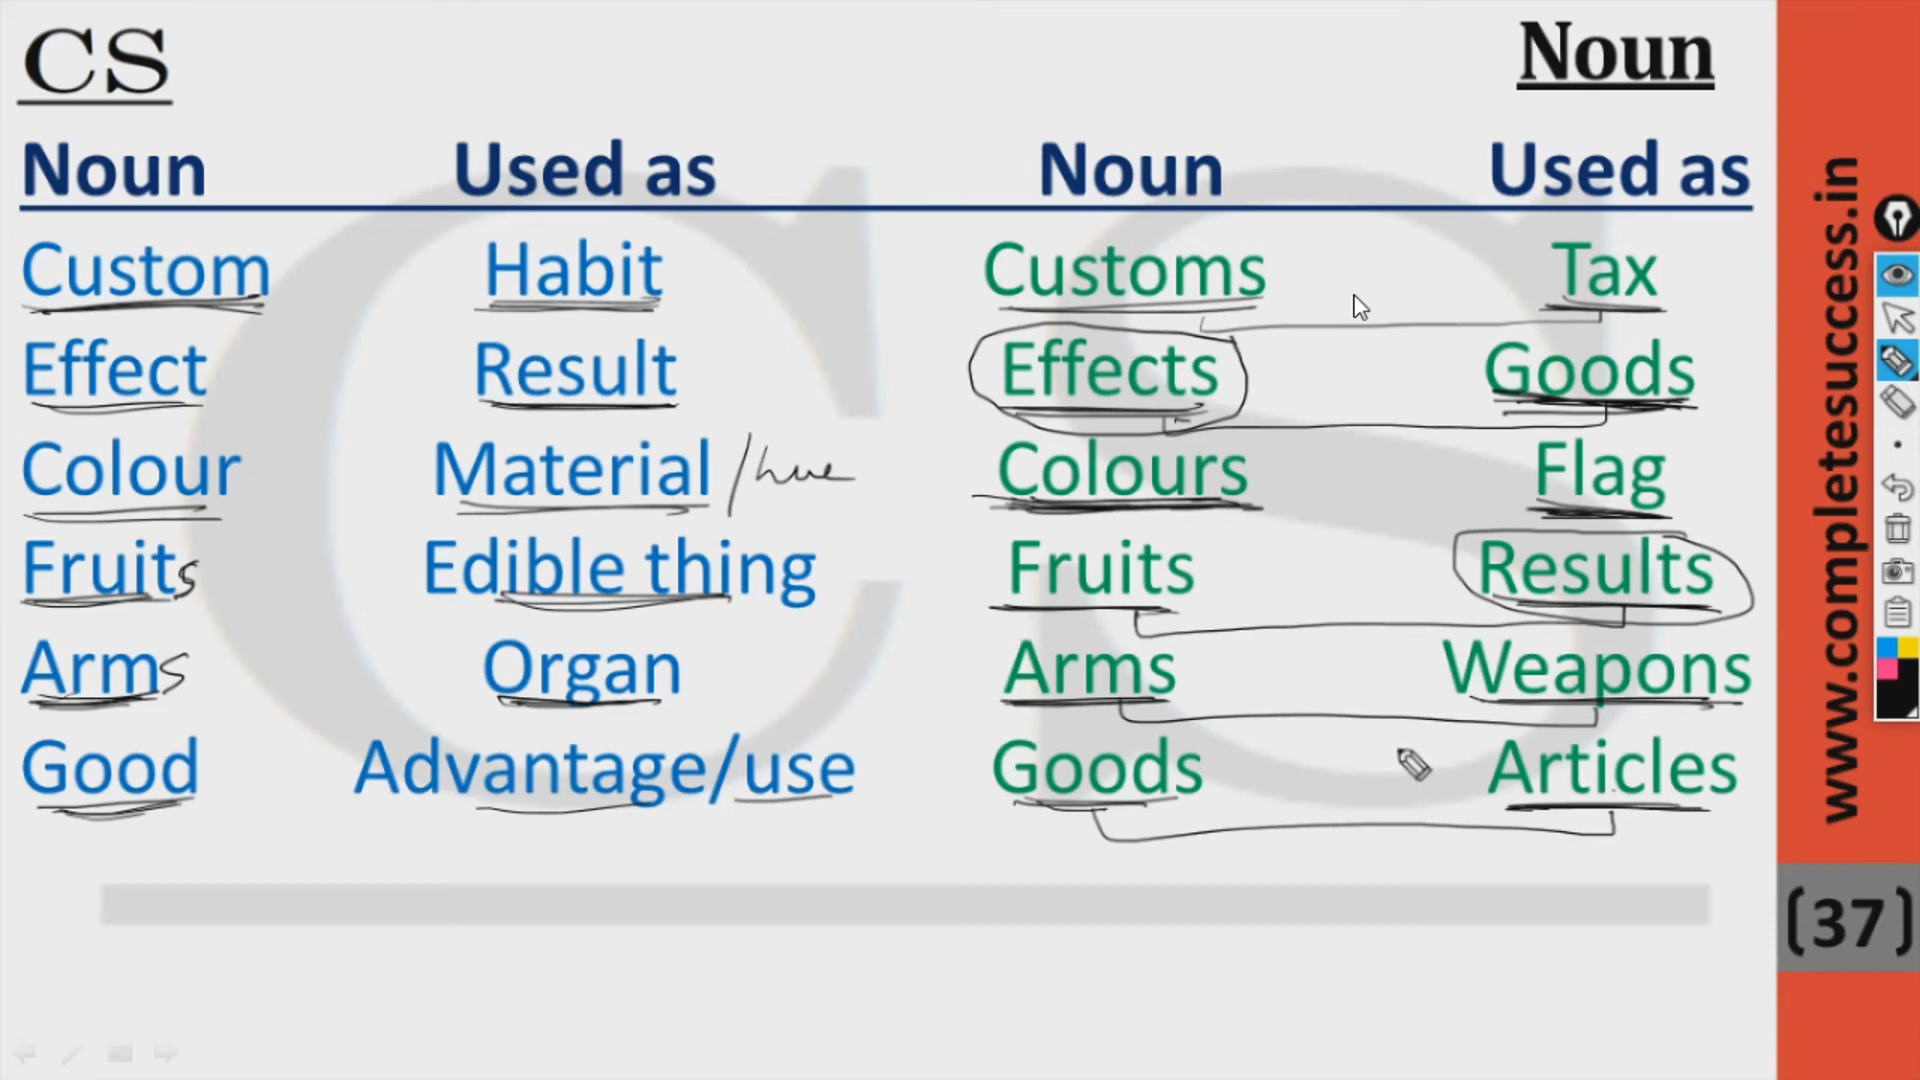 CS Noun
Noun Used as Noun Used as
Custom Habit Customs Tax
Effect Result Effects Goods
Colour Material /hue Colours Flag
Fruits Edible thing Fruits Results
Arms Organ Arms Weapons
Good Advantage/use Goods Articles
www.completesuccess.in
(37)